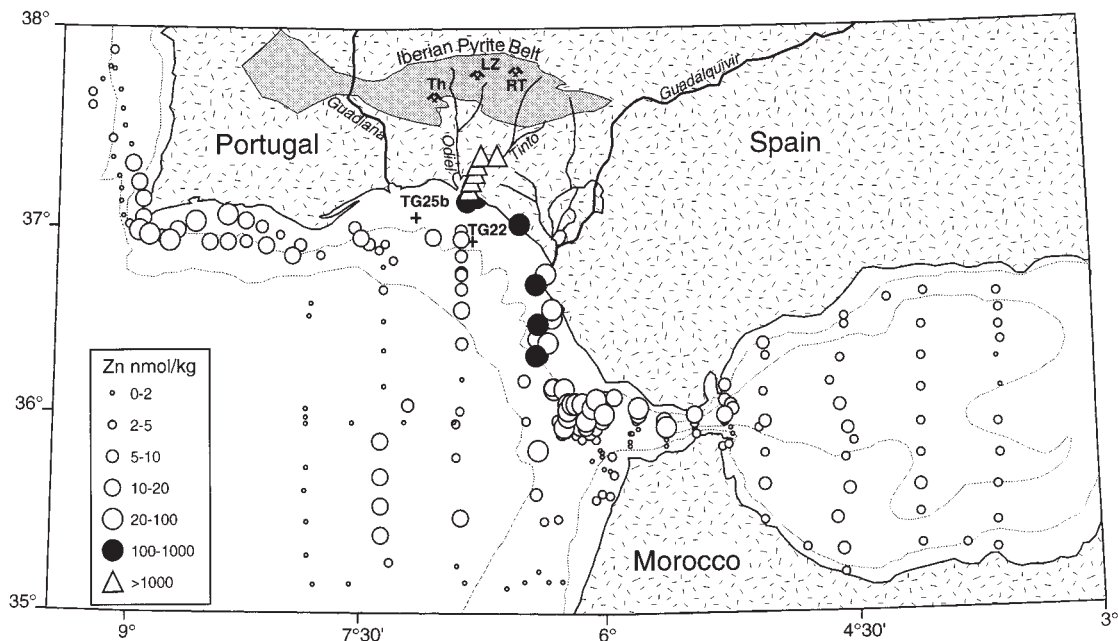 38°
Iberian Pyrite Belt
LZ
Th
RT
Guadalquivir
Guadiana
Portugal
Odiel
Tinto
Spain
TG25b
37°
TG22
Zn nmol/kg
0-2
36°
2-5
5-10
10-20
20-100
100-1000
Morocco
>1000
35°
9°
7°30'
6°
4°30'
3°